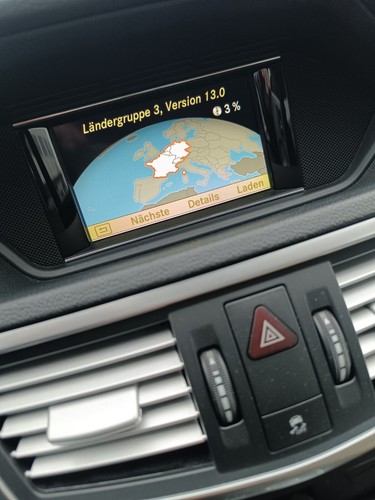 Ländergruppe 3, Version 13.0
3 %
Nächste Details Laden